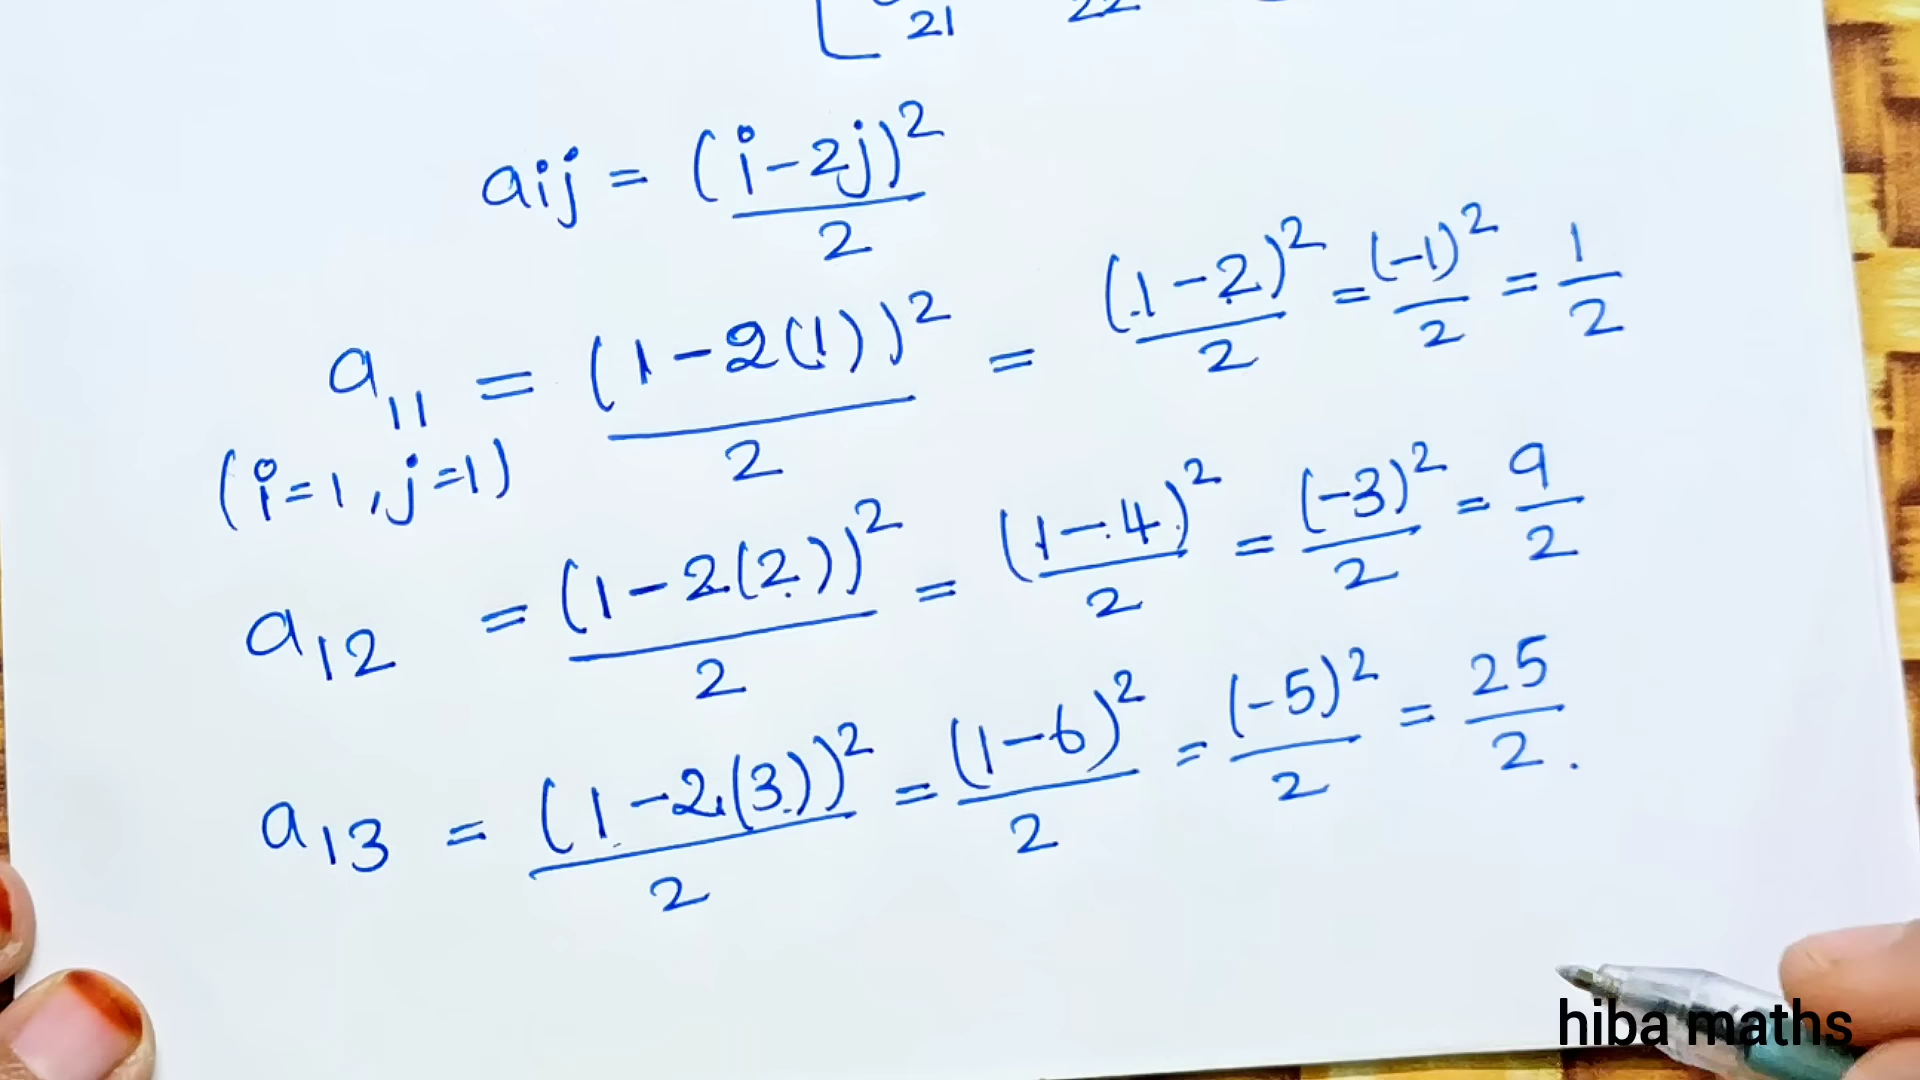 21 22
aij = (i-2j)²/2
a₁₁ = (1-2(1))²/2 = (1-2)²/2 = (-1)²/2 = 1/2
(i=1, j=1)
a₁₂ = (1-2(2))²/2 = (1-4)²/2 = (-3)²/2 = 9/2
a₁₃ = (1-2(3))²/2 = (1-6)²/2 = (-5)²/2 = 25/2.
hiba maths